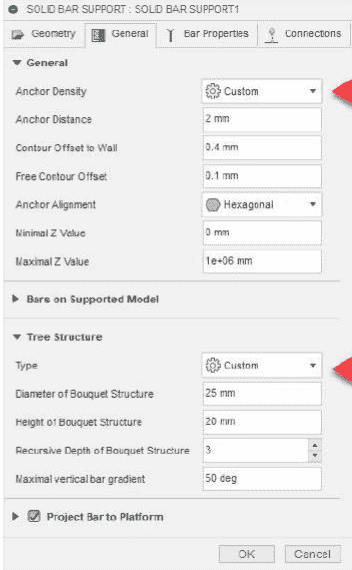 SOLID BAR SUPPORT : SOLID BAR SUPPORT1
Geometry General Bar Properties Connections
General
Anchor Density Custom
Anchor Distance 2 mm
Contour Offset to Wall 0.4 mm
Free Contour Offset 0.1 mm
Anchor Alignment Hexagonal
Minimal Z Value 0 mm
Maximal Z Value 1e+06 mm
Bars on Supported Model
Tree Structure
Type Custom
Diameter of Bouquet Structure 25 mm
Height of Bouquet Structure 20 mm
Recursive Depth of Bouquet Structure 3
Maximal vertical bar gradient 50 deg
Project Bar to Platform
OK Cancel